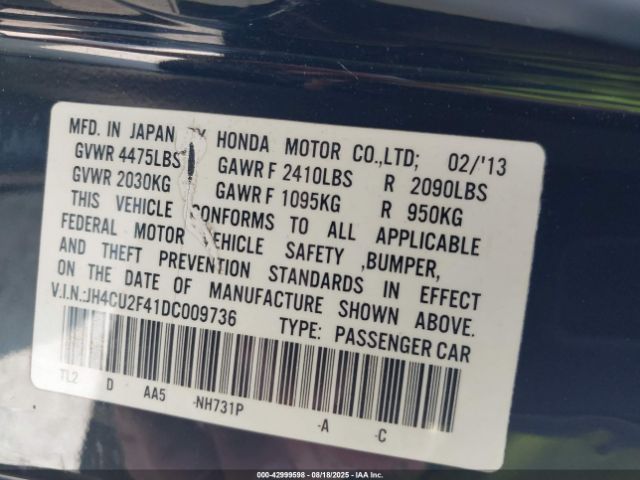 MFD. IN JAPAN BY HONDA MOTOR CO.,LTD; 02/'13
GVWR 4475LBS GAWR F 2410LBS R 2090LBS
GVWR 2030KG GAWR F 1095KG R 950KG
THIS VEHICLE CONFORMS TO ALL APPLICABLE
FEDERAL MOTOR VEHICLE SAFETY ,BUMPER,
AND THEFT PREVENTION STANDARDS IN EFFECT
ON THE DATE OF MANUFACTURE SHOWN ABOVE.
V.I.N.:JH4CU2F41DC009736 TYPE: PASSENGER CAR
TL2 D AA5 -NH731P -A -C
000-42999598 - 08/18/2025 - IAA Inc.